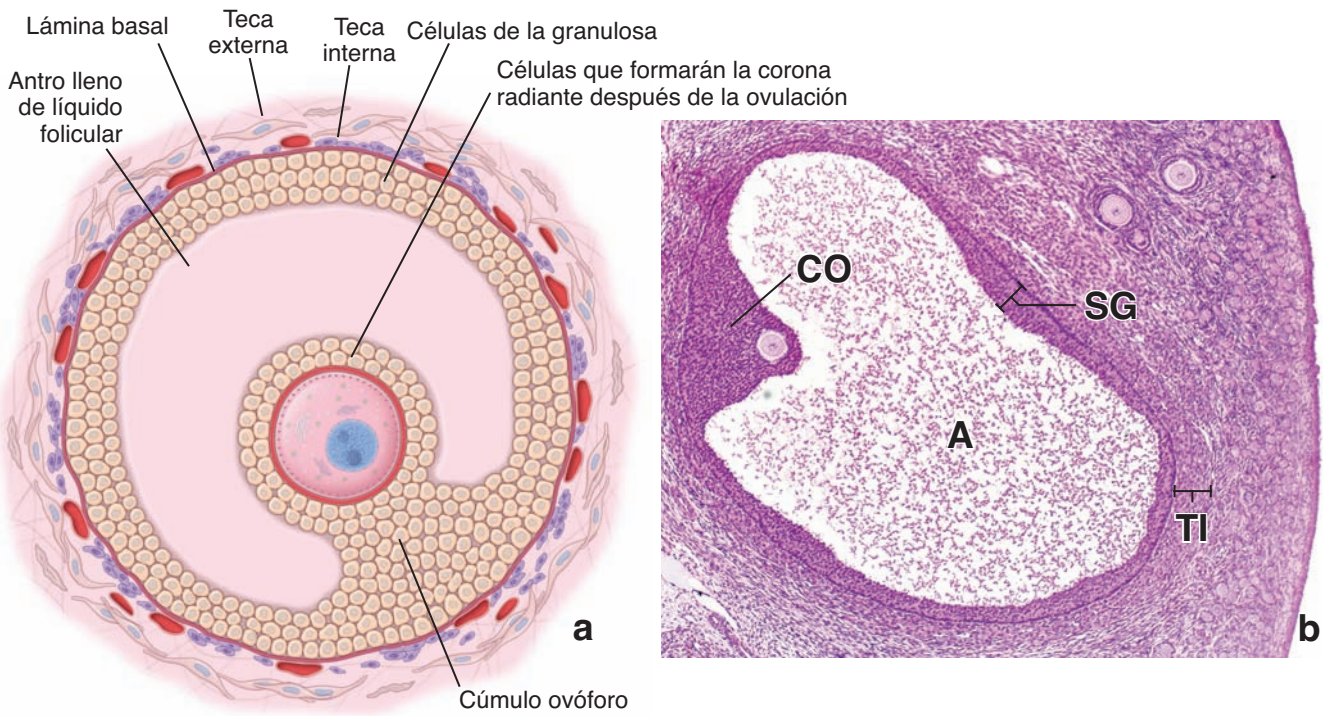 Lámina basal
Teca
externa
Teca
interna
Células de la granulosa
Antro lleno
de líquido
folicular
Células que formarán la corona
radiante después de la ovulación
CO
SG
A
TI
a
b
Cúmulo ovóforo